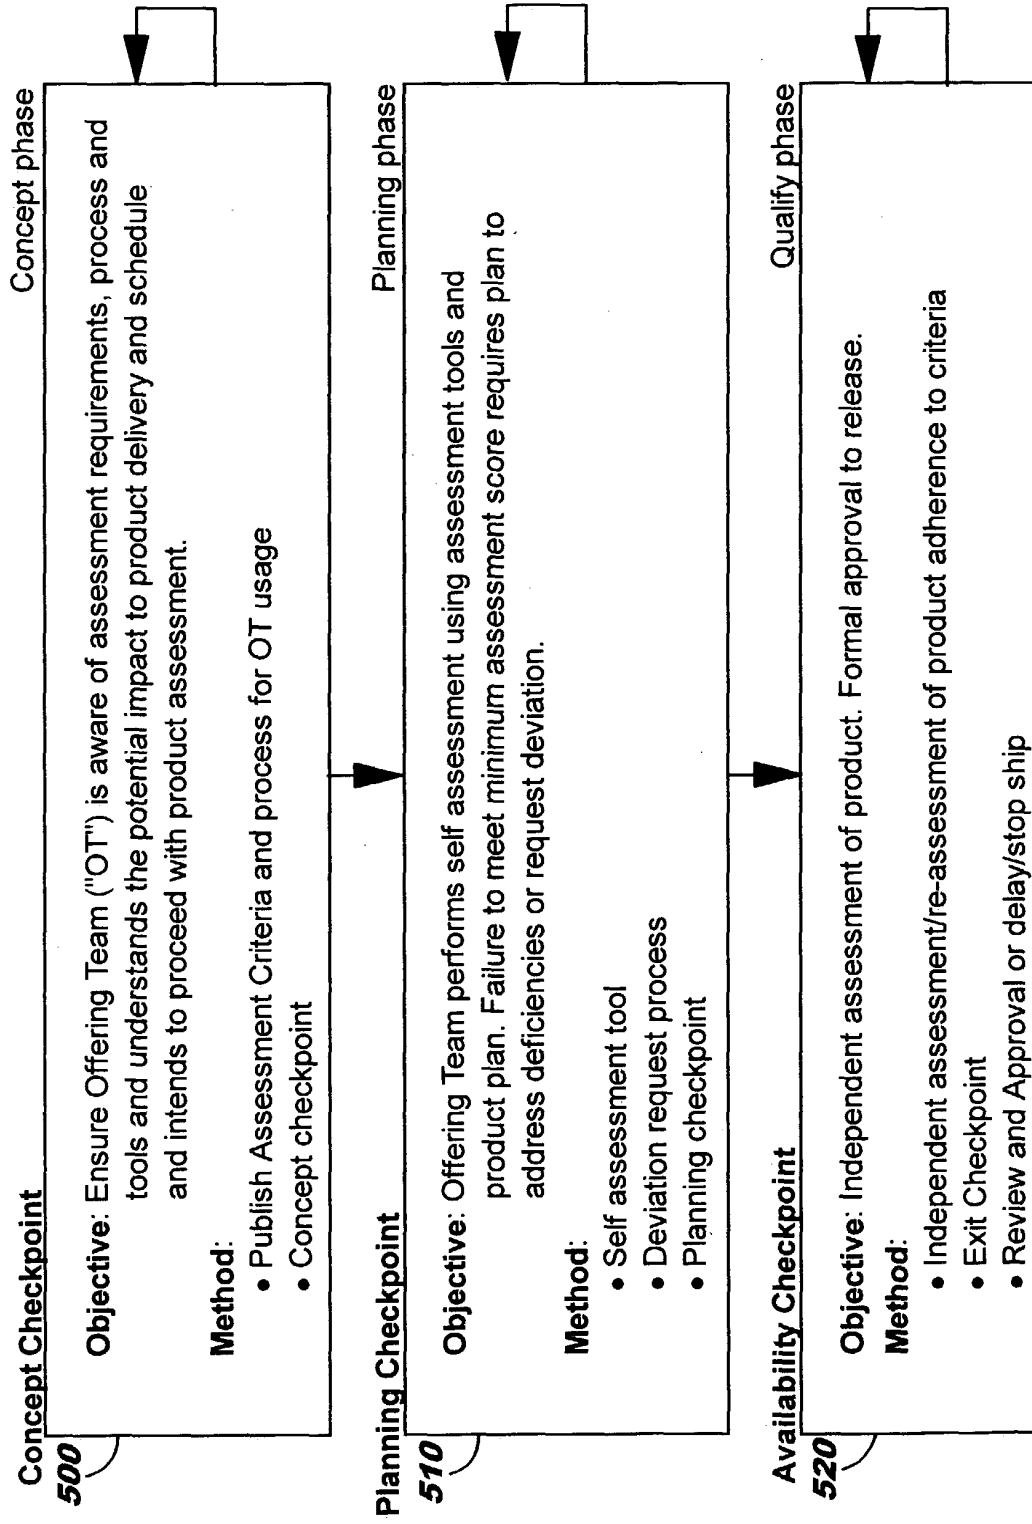 Concept Checkpoint
Concept phase
500
Objective: Ensure Offering Team ("OT") is aware of assessment requirements, process and
tools and understands the potential impact to product delivery and schedule
and intends to proceed with product assessment.
Method:
• Publish Assessment Criteria and process for OT usage
• Concept checkpoint
Planning Checkpoint
Planning phase
510
Objective: Offering Team performs self assessment using assessment tools and
product plan. Failure to meet minimum assessment score requires plan to
address deficiencies or request deviation.
Method:
• Self assessment tool
• Deviation request process
• Planning checkpoint
Availability Checkpoint
Qualify phase
520
Objective: Independent assessment of product. Formal approval to release.
Method:
• Independent assessment/re-assessment of product adherence to criteria
• Exit Checkpoint
• Review and Approval or delay/stop ship